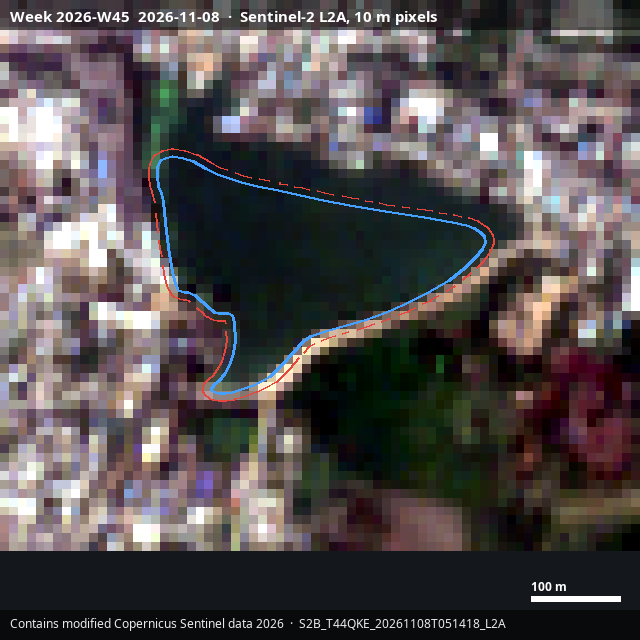 Week 2026-W45  2026-11-08  ·  Sentinel-2 L2A, 10 m pixels
100 m
Contains modified Copernicus Sentinel data 2026  ·  S2B_T44QKE_20261108T051418_L2A